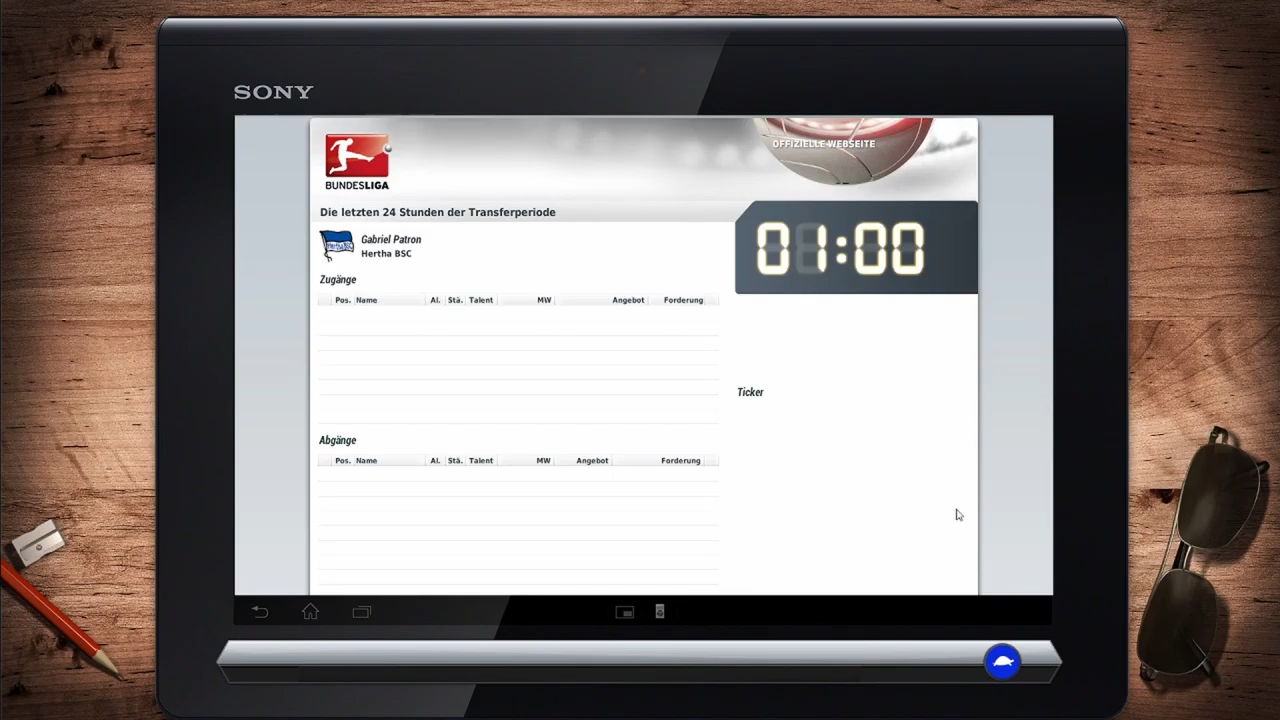 SONY
BUNDESLIGA
OFFIZIELLE WEBSEITE
Die letzten 24 Stunden der Transferperiode
Gabriel Patron
Hertha BSC
01:00
Zugänge
Pos. Name Al. Stä. Talent MW Angebot Forderung
Ticker
Abgänge
Pos. Name Al. Stä. Talent MW Angebot Forderung